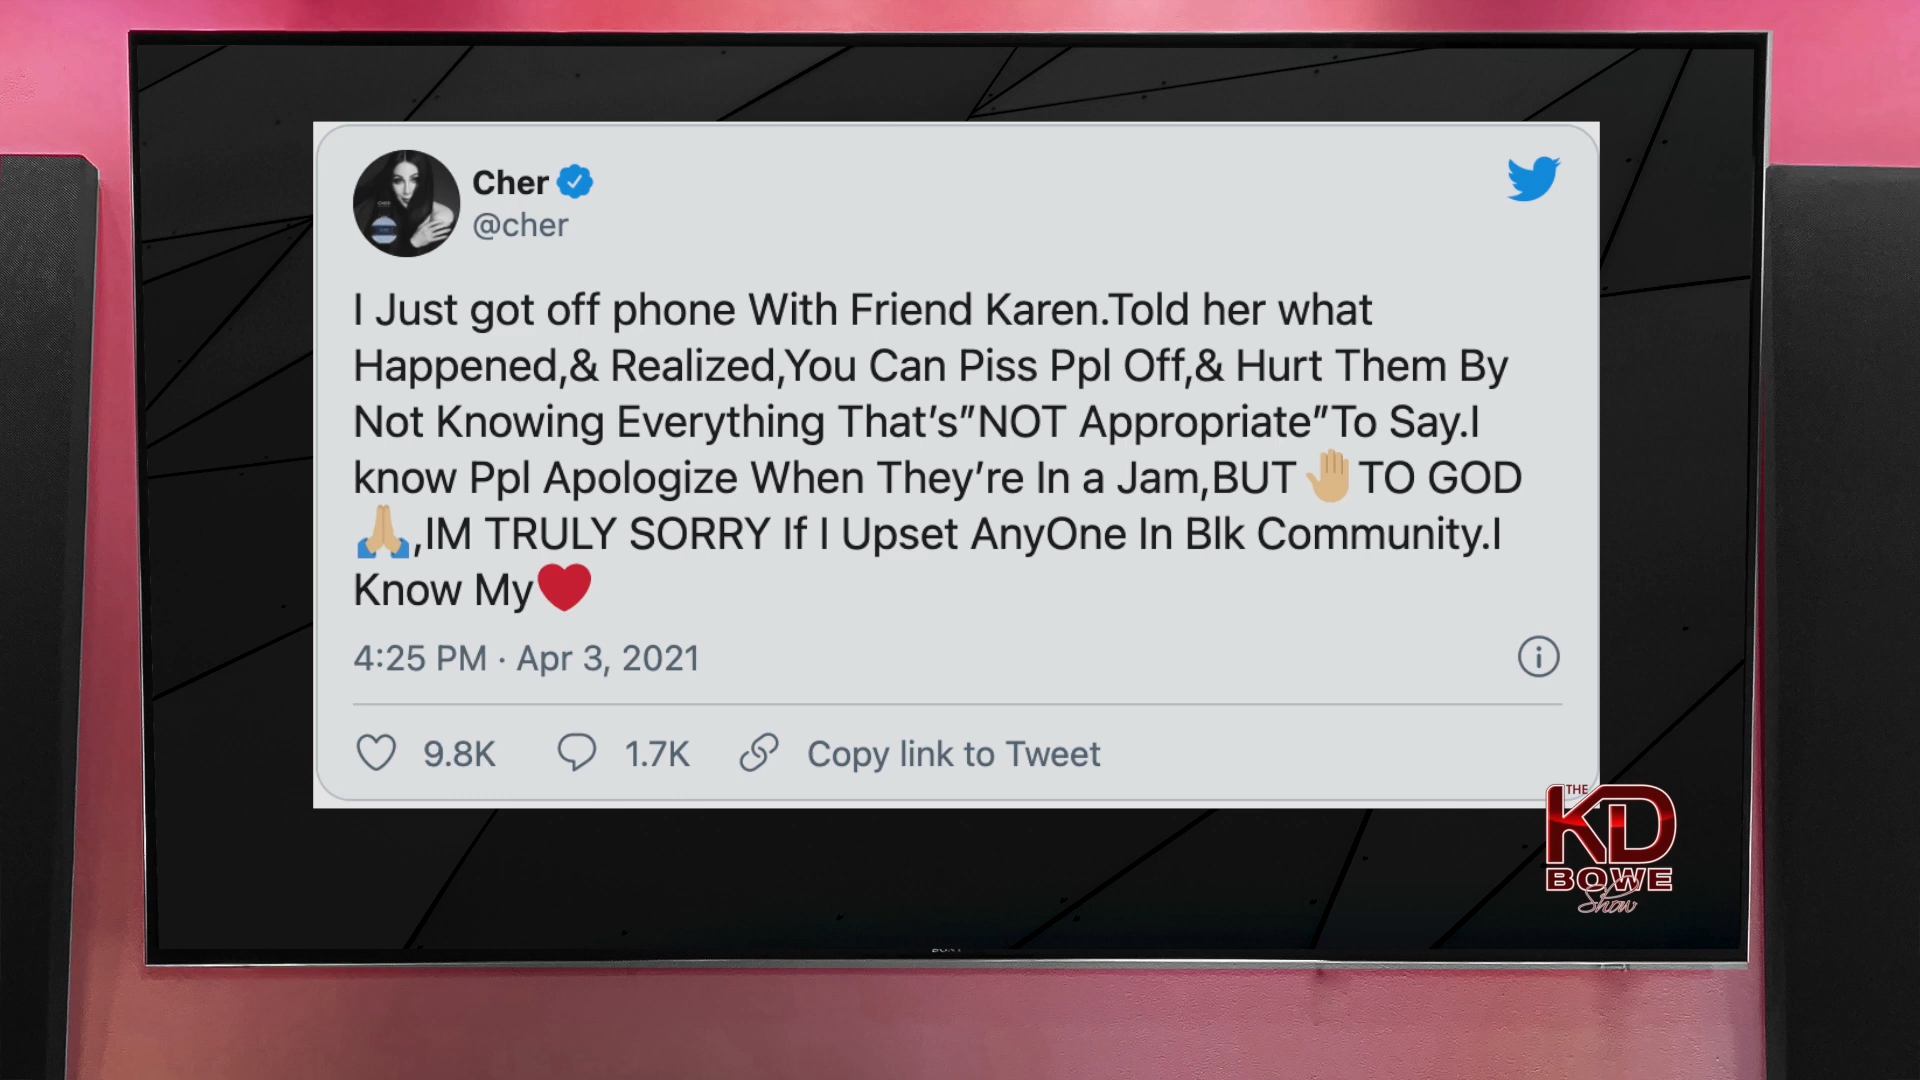 Cher
@cher
I Just got off phone With Friend Karen.Told her what
Happened,& Realized,You Can Piss Ppl Off,& Hurt Them By
Not Knowing Everything That's"NOT Appropriate"To Say.I
know Ppl Apologize When They're In a Jam,BUT🤚🏼TO GOD
🙏🏼,IM TRULY SORRY If I Upset AnyOne In Blk Community.I
Know My❤️
4:25 PM · Apr 3, 2021
9.8K 1.7K Copy link to Tweet
THE
KD
BOWE
Show